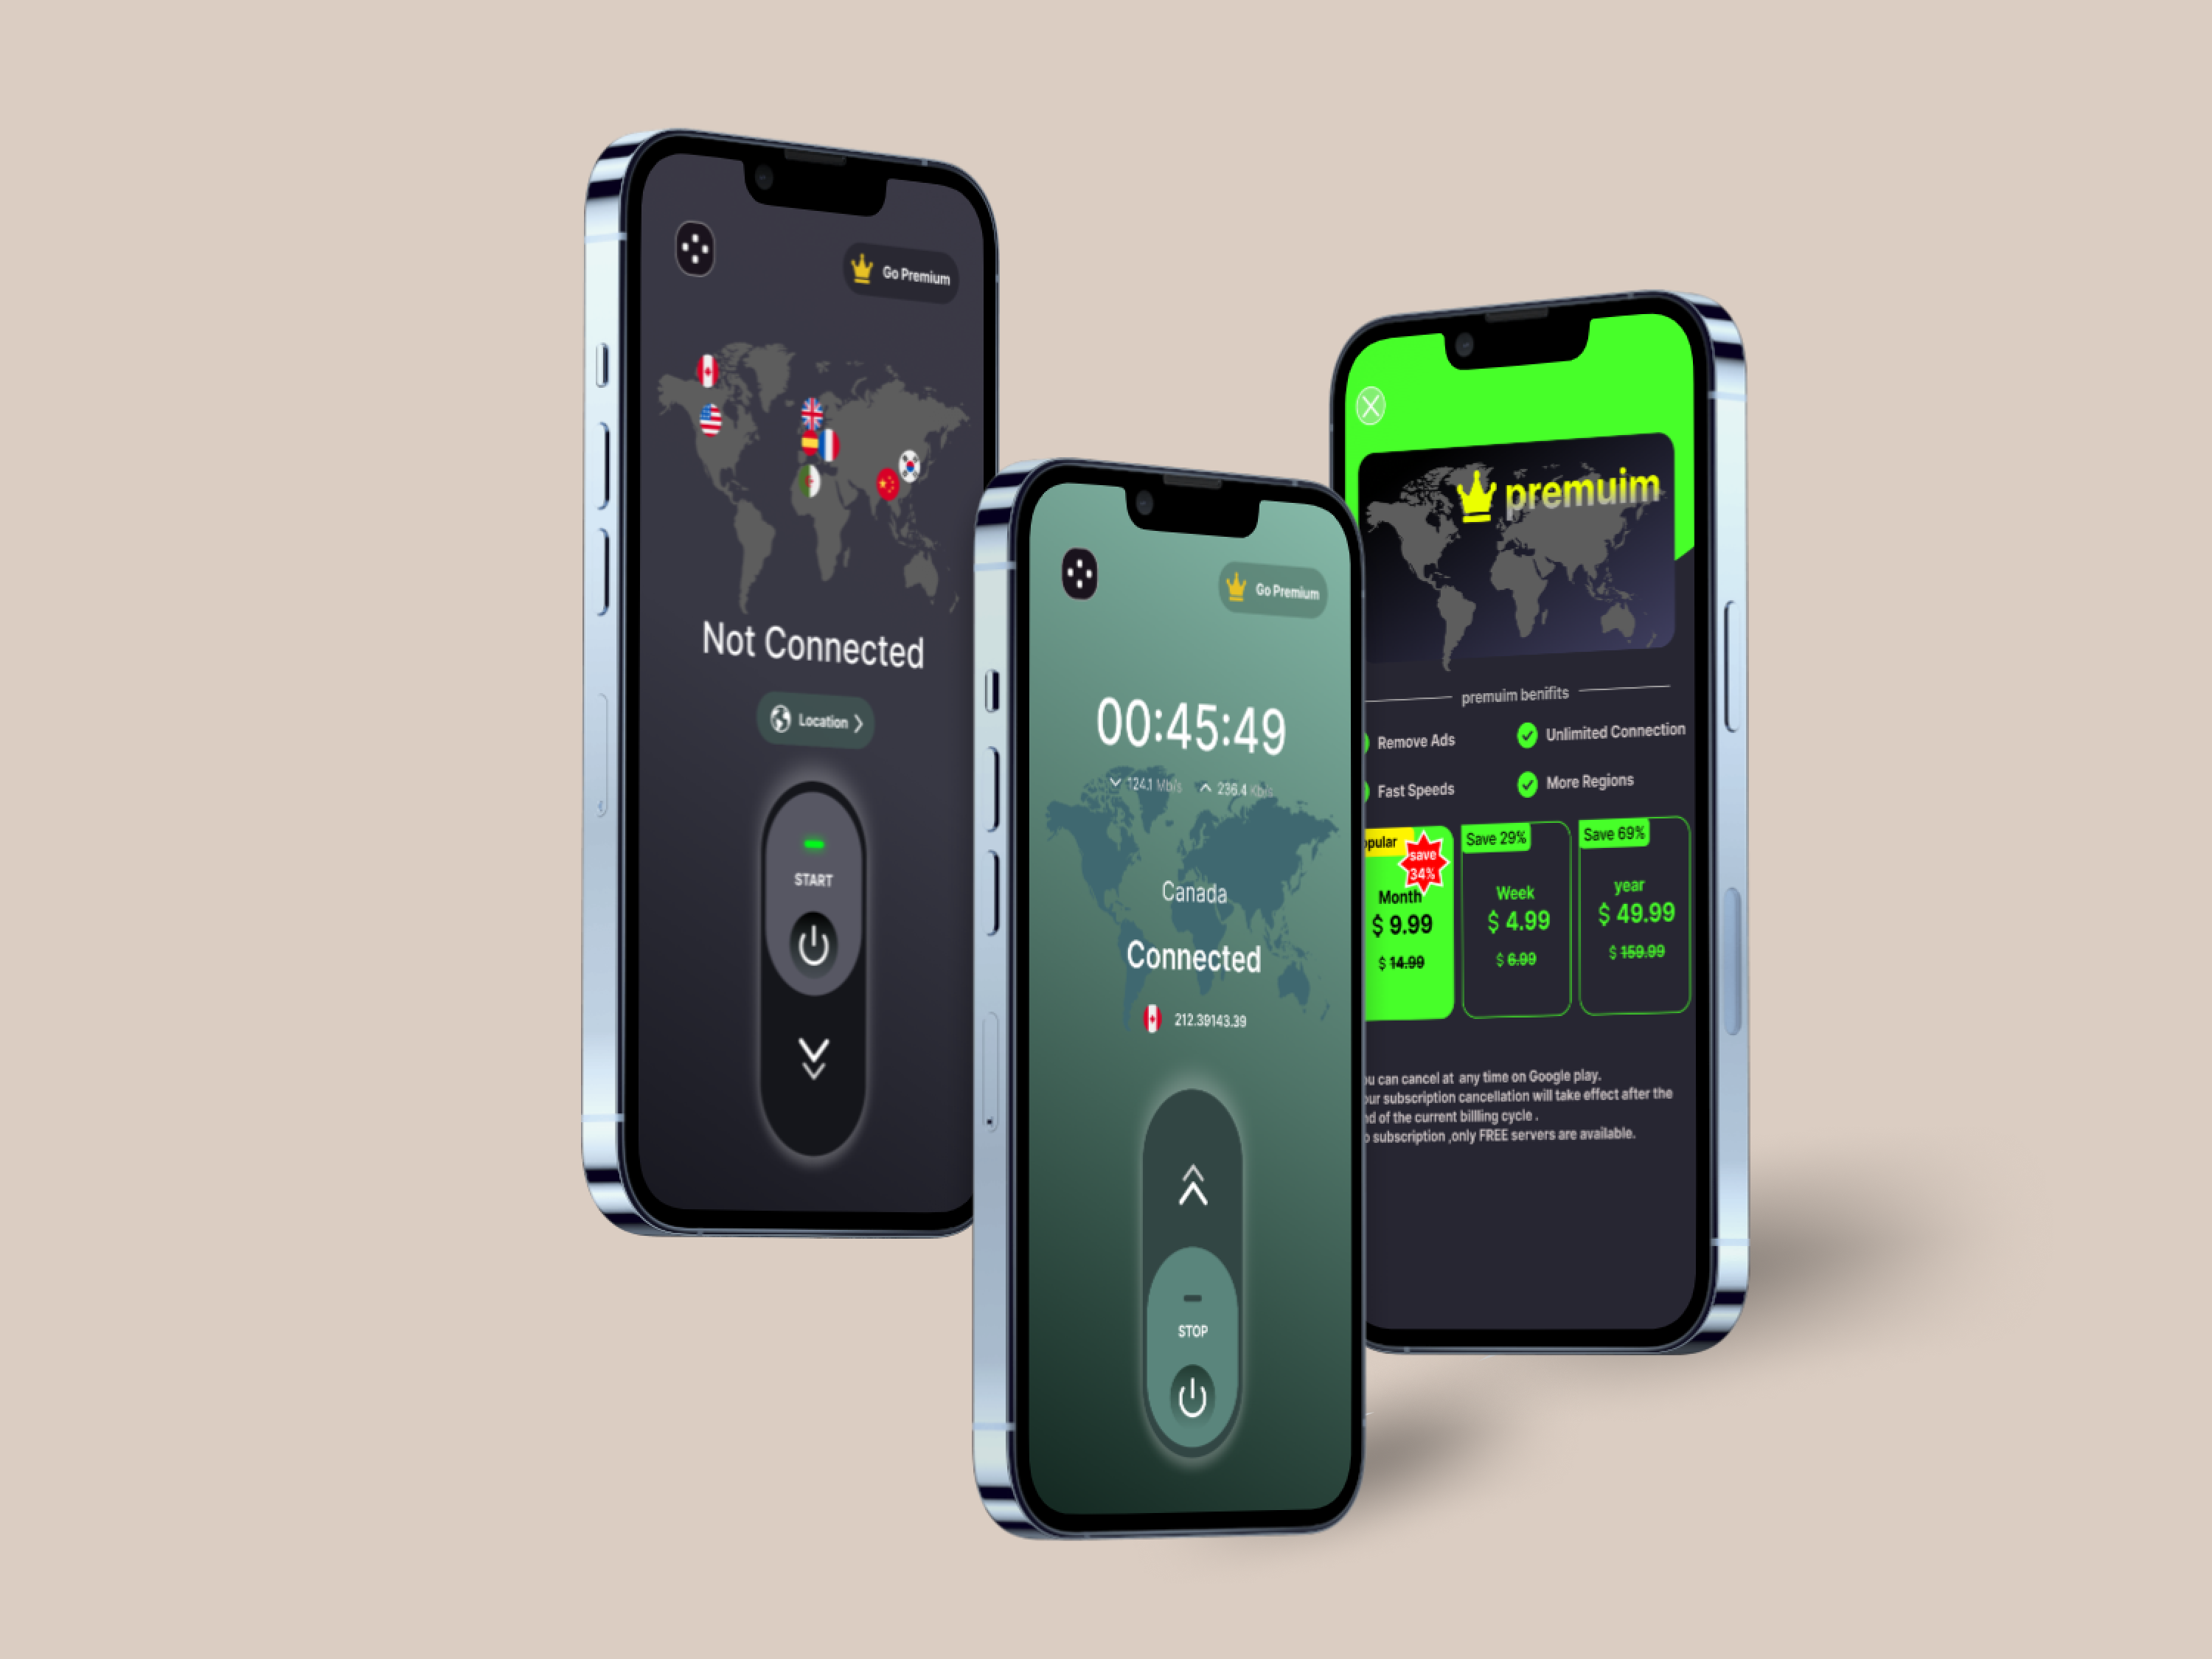 Go Premium
Not Connected
Location
START
Go Premium
00:45:49
124.1 Mb/s 236.4 Kb/s
Canada
Connected
212.39143.39
STOP
premuim
premuim benifits
Remove Ads Unlimited Connection
Fast Speeds More Regions
opular save 34% Save 29% Save 69%
Month Week year
$ 9.99 $ 4.99 $ 49.99
$ 14.99 $ 6.99 $ 159.99
ou can cancel at any time on Google play.
our subscription cancellation will take effect after the
nd of the current billling cycle .
o subscription ,only FREE servers are available.